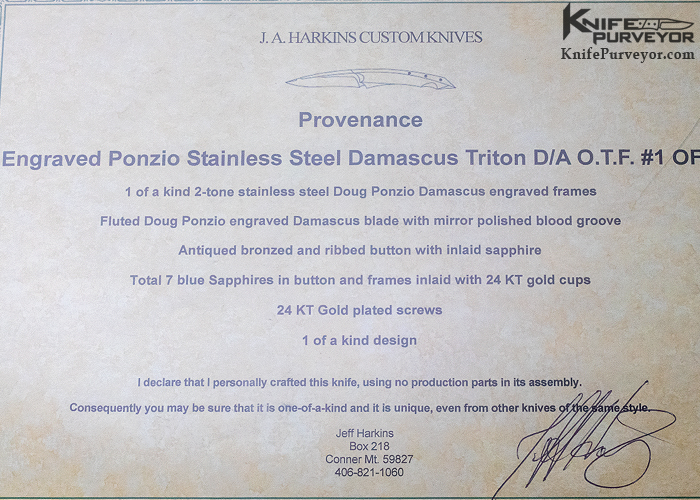 KNIFE
PURVEYOR
KnifePurveyor.com
J. A. HARKINS CUSTOM KNIVES
Provenance
Engraved Ponzio Stainless Steel Damascus Triton D/A O.T.F. #1 OF
1 of a kind 2-tone stainless steel Doug Ponzio Damascus engraved frames
Fluted Doug Ponzio engraved Damascus blade with mirror polished blood groove
Antiqued bronzed and ribbed button with inlaid sapphire
Total 7 blue Sapphires in button and frames inlaid with 24 KT gold cups
24 KT Gold plated screws
1 of a kind design
I declare that I personally crafted this knife, using no production parts in its assembly.
Consequently you may be sure that it is one-of-a-kind and it is unique, even from other knives of the same style.
Jeff Harkins
Box 218
Conner Mt. 59827
406-821-1060